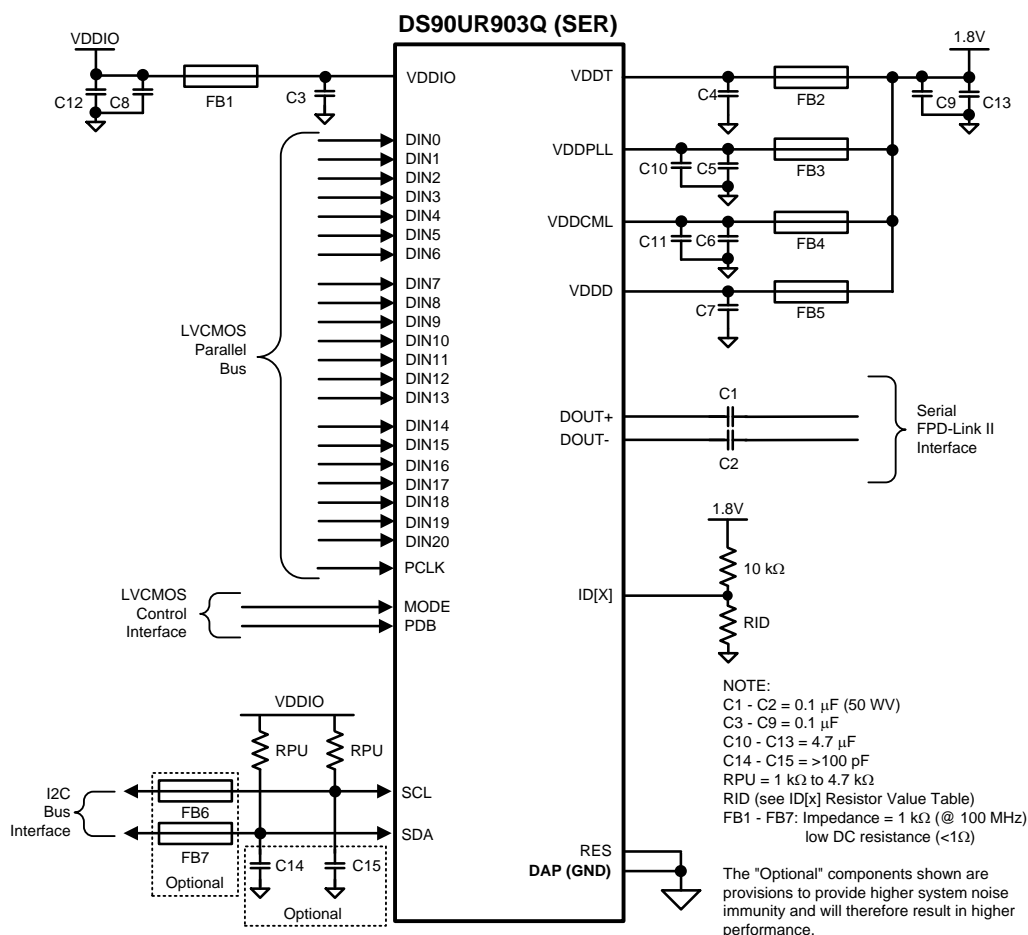 DS90UR903Q (SER)
VDDIO
1.8V
VDDIO
VDDT
C12
C8
FB1
C3
C4
FB2
C9
C13
DIN0
DIN1
DIN2
DIN3
DIN4
DIN5
DIN6
VDDPLL
C10
C5
FB3
VDDCML
C11
C6
FB4
DIN7
DIN8
DIN9
DIN10
DIN11
DIN12
DIN13
VDDD
C7
FB5
LVCMOS
Parallel
Bus
DIN14
DIN15
DIN16
DIN17
DIN18
DIN19
DIN20
PCLK
DOUT+
DOUT-
C1
C2
Serial
FPD-Link II
Interface
1.8V
10 kΩ
ID[X]
RID
LVCMOS
Control
Interface
MODE
PDB
VDDIO
RPU
RPU
I2C
Bus
Interface
SCL
FB6
SDA
FB7
Optional
C14
C15
Optional
RES
DAP (GND)
NOTE:
C1 - C2 = 0.1 µF (50 WV)
C3 - C9 = 0.1 µF
C10 - C13 = 4.7 µF
C14 - C15 = >100 pF
RPU = 1 kΩ to 4.7 kΩ
RID (see ID[x] Resistor Value Table)
FB1 - FB7: Impedance = 1 kΩ (@ 100 MHz)
low DC resistance (<1Ω)
The "Optional" components shown are
provisions to provide higher system noise
immunity and will therefore result in higher
performance.